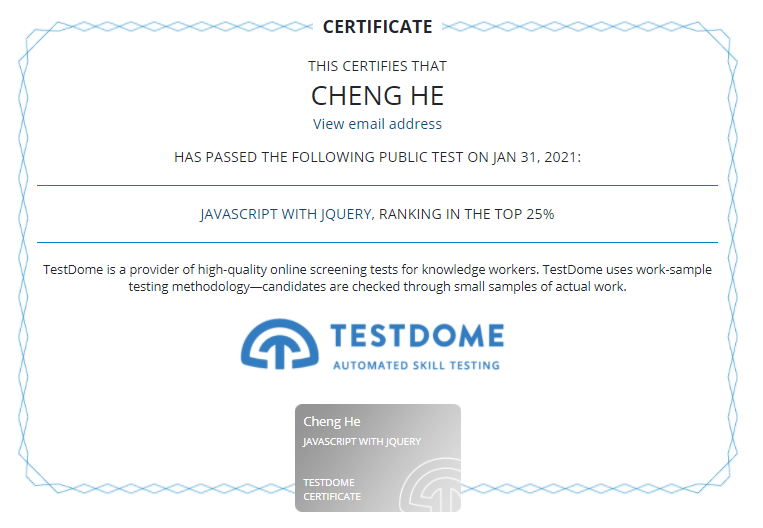 CERTIFICATE
THIS CERTIFIES THAT
CHENG HE
View email address
HAS PASSED THE FOLLOWING PUBLIC TEST ON JAN 31, 2021:
JAVASCRIPT WITH JQUERY, RANKING IN THE TOP 25%
TestDome is a provider of high-quality online screening tests for knowledge workers. TestDome uses work-sample
testing methodology—candidates are checked through small samples of actual work.
TESTDOME
AUTOMATED SKILL TESTING
Cheng He
JAVASCRIPT WITH JQUERY
TESTDOME
CERTIFICATE